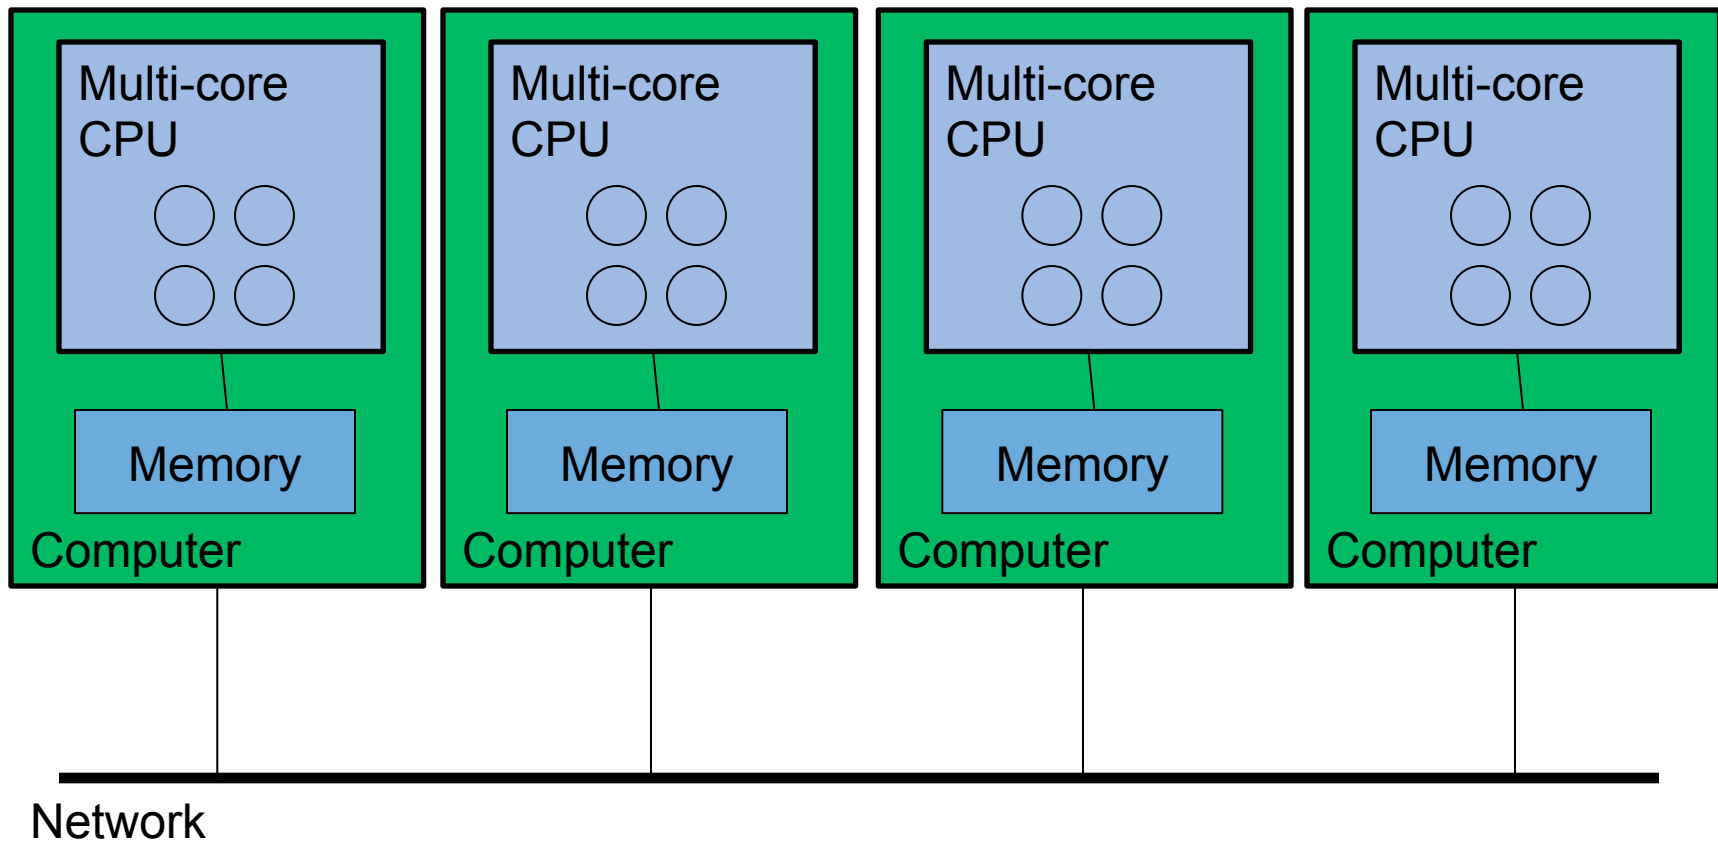 Multi-core
CPU
Memory
Computer
Multi-core
CPU
Memory
Computer
Multi-core
CPU
Memory
Computer
Multi-core
CPU
Memory
Computer
Network